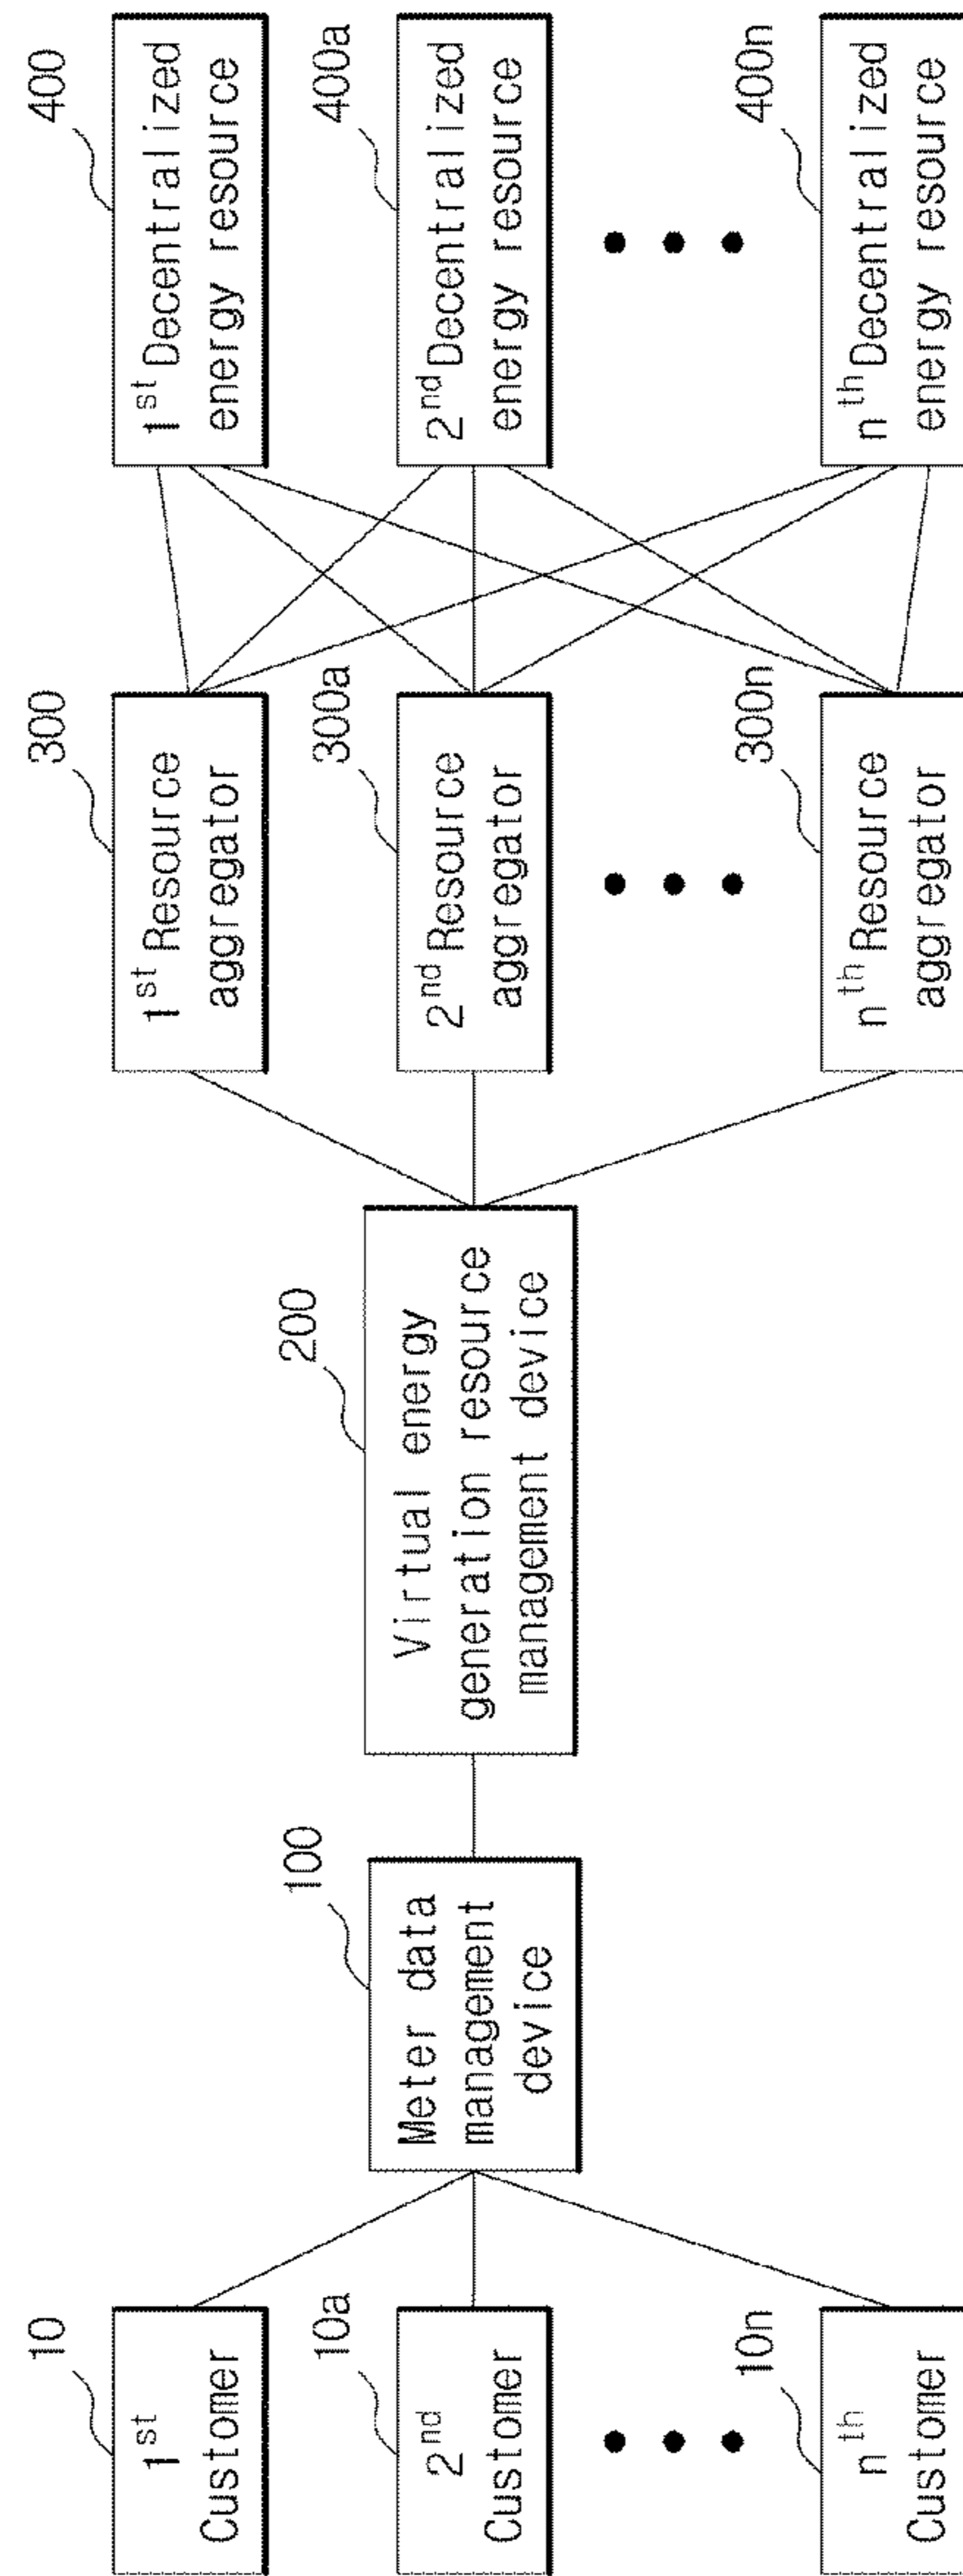 10
1st
Customer
10a
2nd
Customer
10n
nth
Customer
100
Meter data
management
device
200
Virtual energy
generation resource
management device
300
1st Resource
aggregator
300a
2nd Resource
aggregator
300n
nth Resource
aggregator
400
1st Decentralized
energy resource
400a
2nd Decentralized
energy resource
400n
nth Decentralized
energy resource